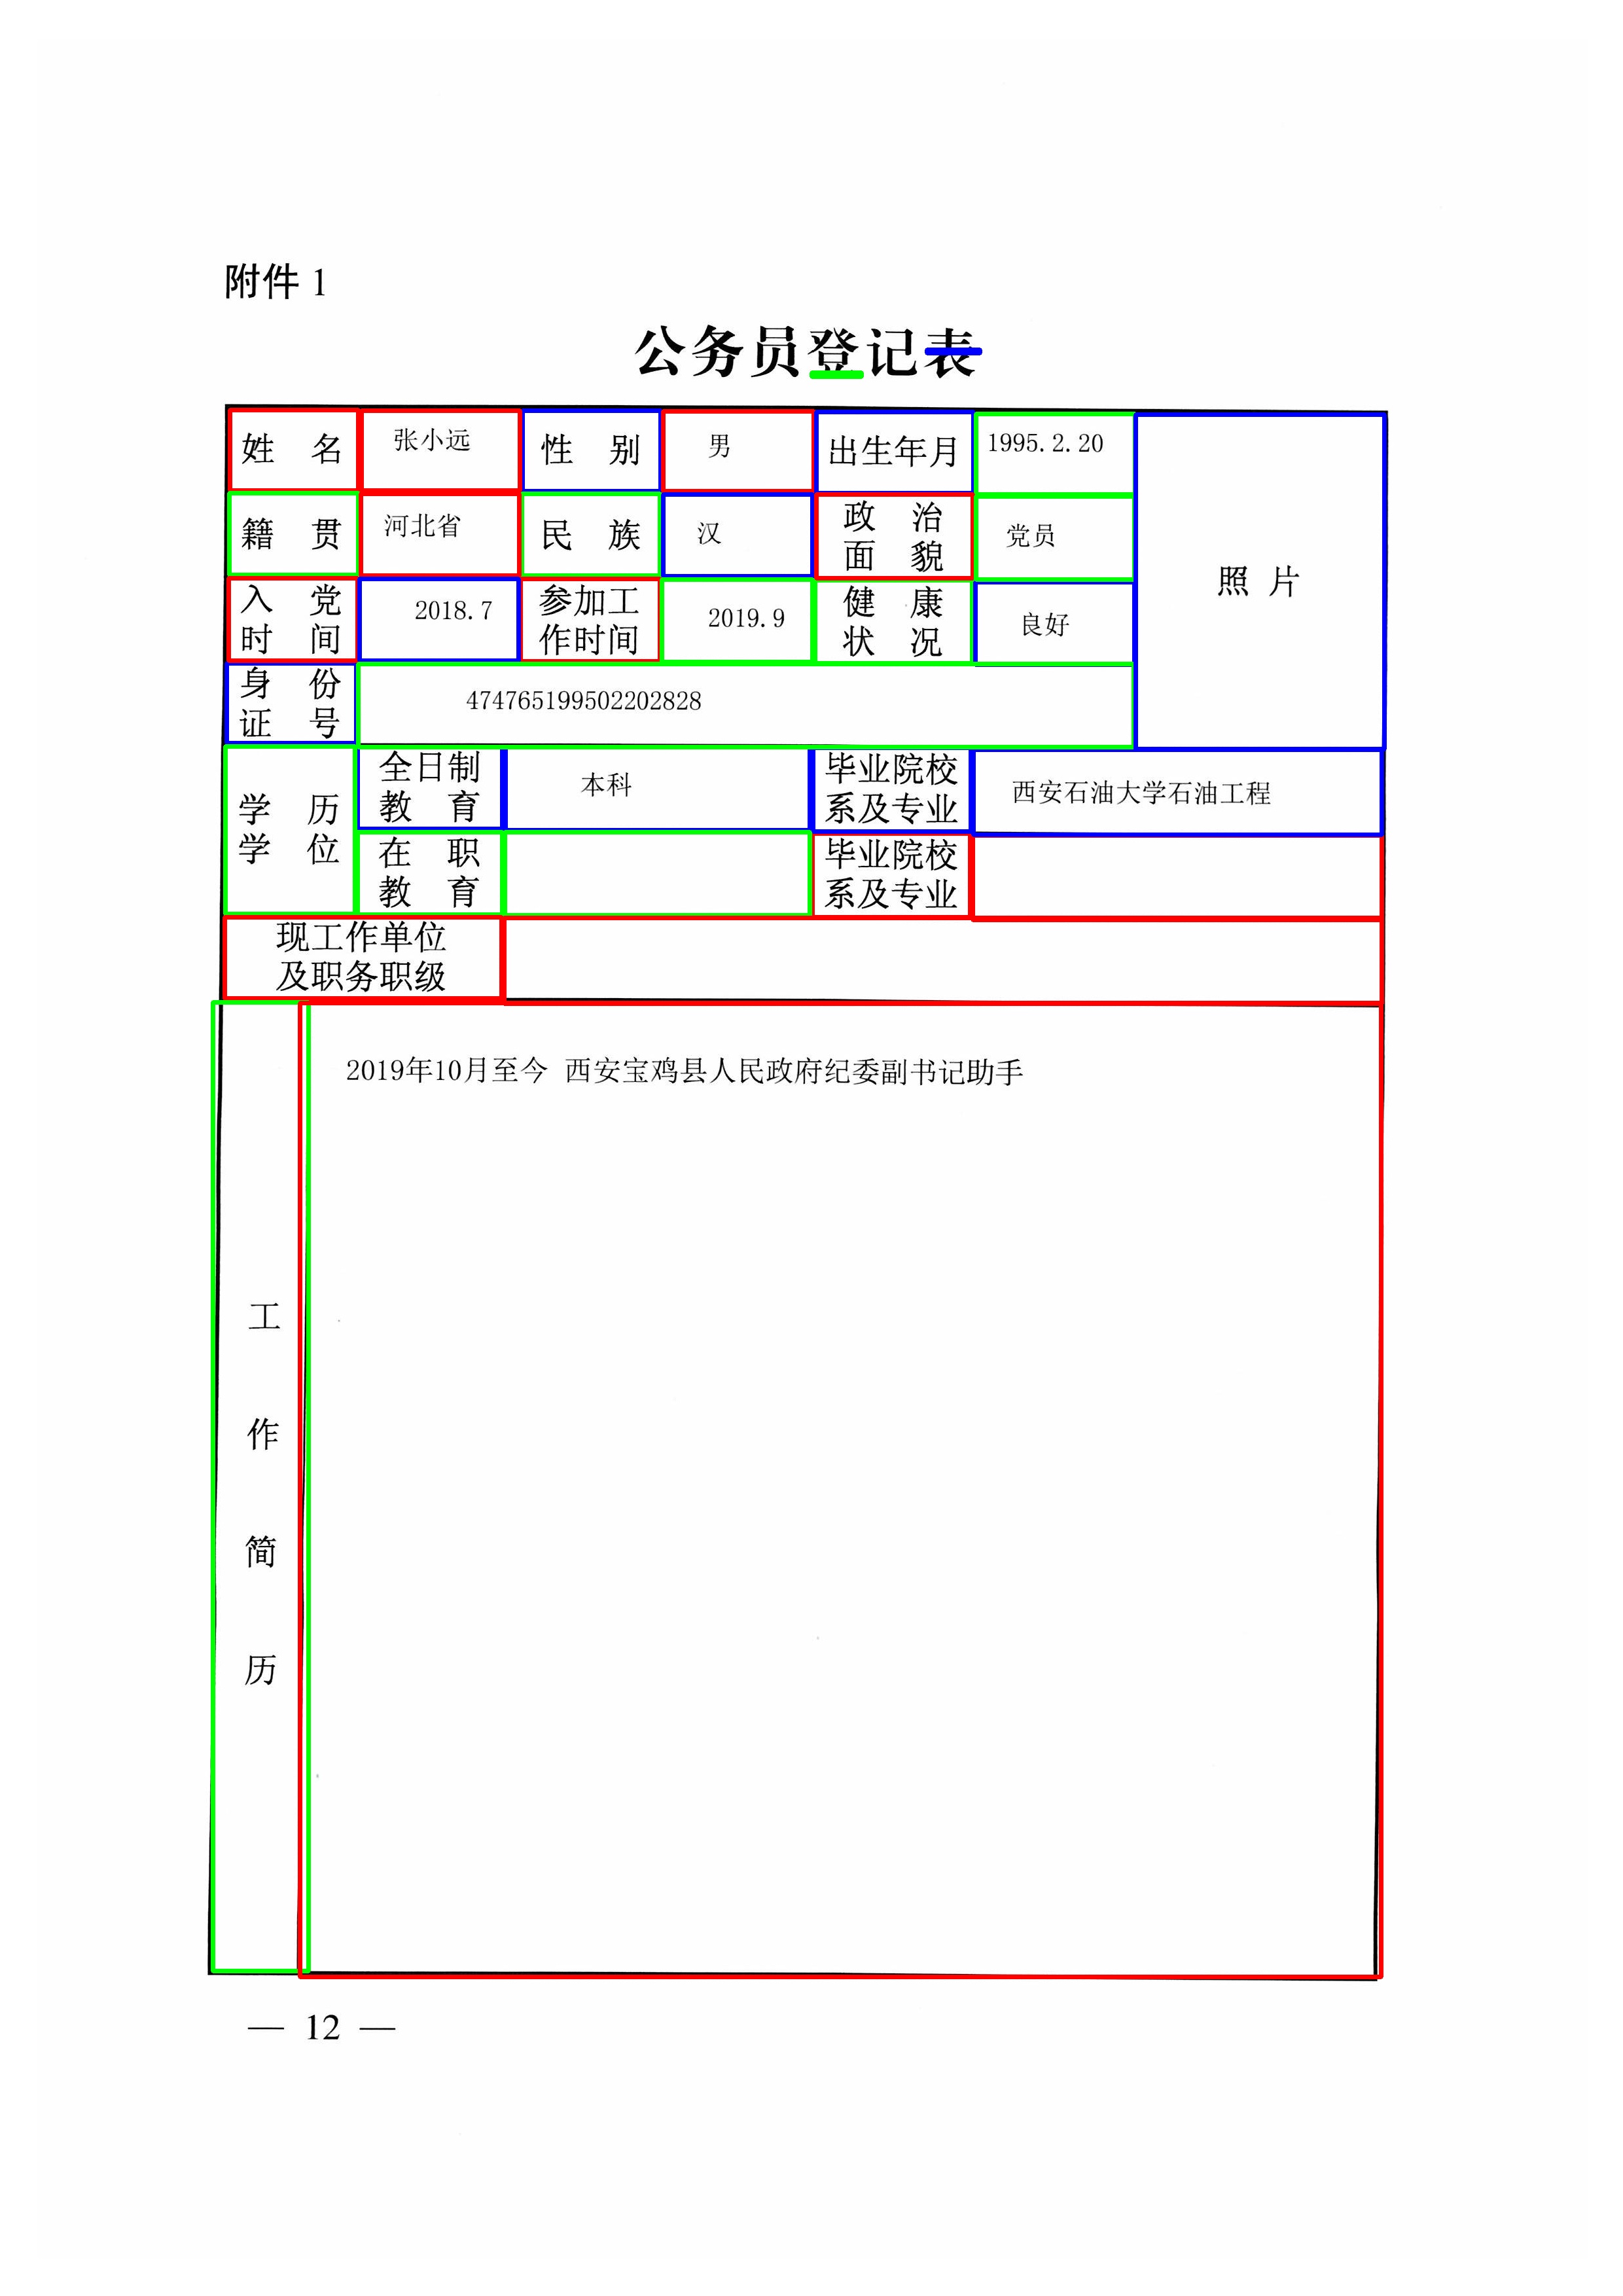 附件 1
公务员登记表
姓 名 张小远 性 别 男 出生年月 1995.2.20
照 片
籍 贯 河北省 民 族 汉 政 治 面 貌 党员
入 党 时 间 2018.7 参加工作时间 2019.9 健 康 状 况 良好
身 份 证 号 474765199502202828
学 历 学 位 全日制教 育 本科 毕业院校系及专业 西安石油大学石油工程
在 职 教 育 毕业院校系及专业
现工作单位及职务职级
工 作 简 历
2019年10月至今 西安宝鸡县人民政府纪委副书记助手
— 12 —